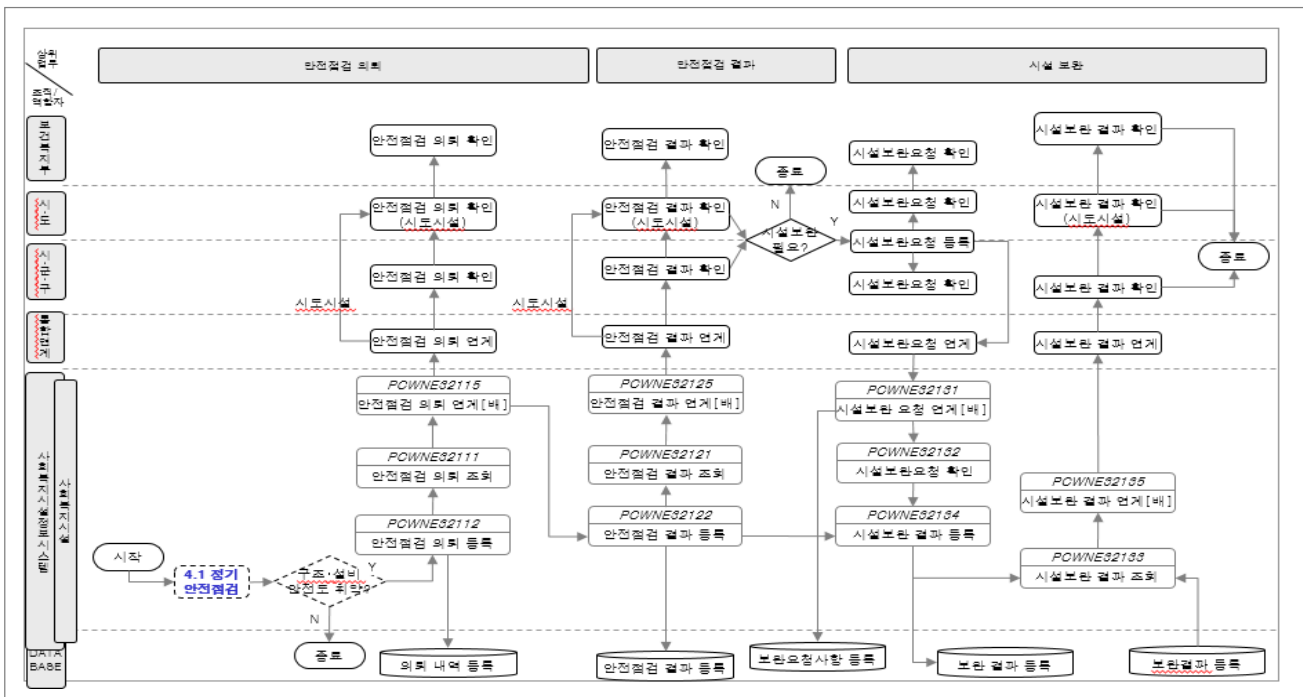 상위
업무
조직/
역할자
안전점검 의뢰
안전점검 결과
시설 보완
보건복지부
안전점검 의뢰 확인
안전점검 결과 확인
종료
시설보완요청 확인
시설보완 결과 확인
시·도
안전점검 의뢰 확인
(시도시설)
안전점검 결과 확인
(시도시설)
N
시설보완
필요?
Y
시설보완요청 확인
시설보완요청 등록
시설보완 결과 확인
(시도시설)
종료
시·군·구
안전점검 의뢰 확인
안전점검 결과 확인
시설보완요청 확인
시설보완 결과 확인
시도시설
시도시설
통합연계
안전점검 의뢰 연계
안전점검 결과 연계
시설보완요청 연계
시설보완 결과 연계
사회복지시설정보시스템
사회복지시설
PCWNE32115
안전점검 의뢰 연계[배]
PCWNE32125
안전점검 결과 연계[배]
PCWNE32131
시설보완 요청 연계[배]
PCWNE32111
안전점검 의뢰 조회
PCWNE32121
안전점검 결과 조회
PCWNE32132
시설보완요청 확인
PCWNE32135
시설보완 결과 연계[배]
PCWNE32112
안전점검 의뢰 등록
PCWNE32122
안전점검 결과 등록
PCWNE32134
시설보완 결과 등록
PCWNE32133
시설보완 결과 조회
시작
4.1 정기
안전점검
구조·설비
안전도 취약?
Y
N
종료
DATA
BASE
의뢰 내역 등록
안전점검 결과 등록
보완요청사항 등록
보완 결과 등록
보완결과 등록